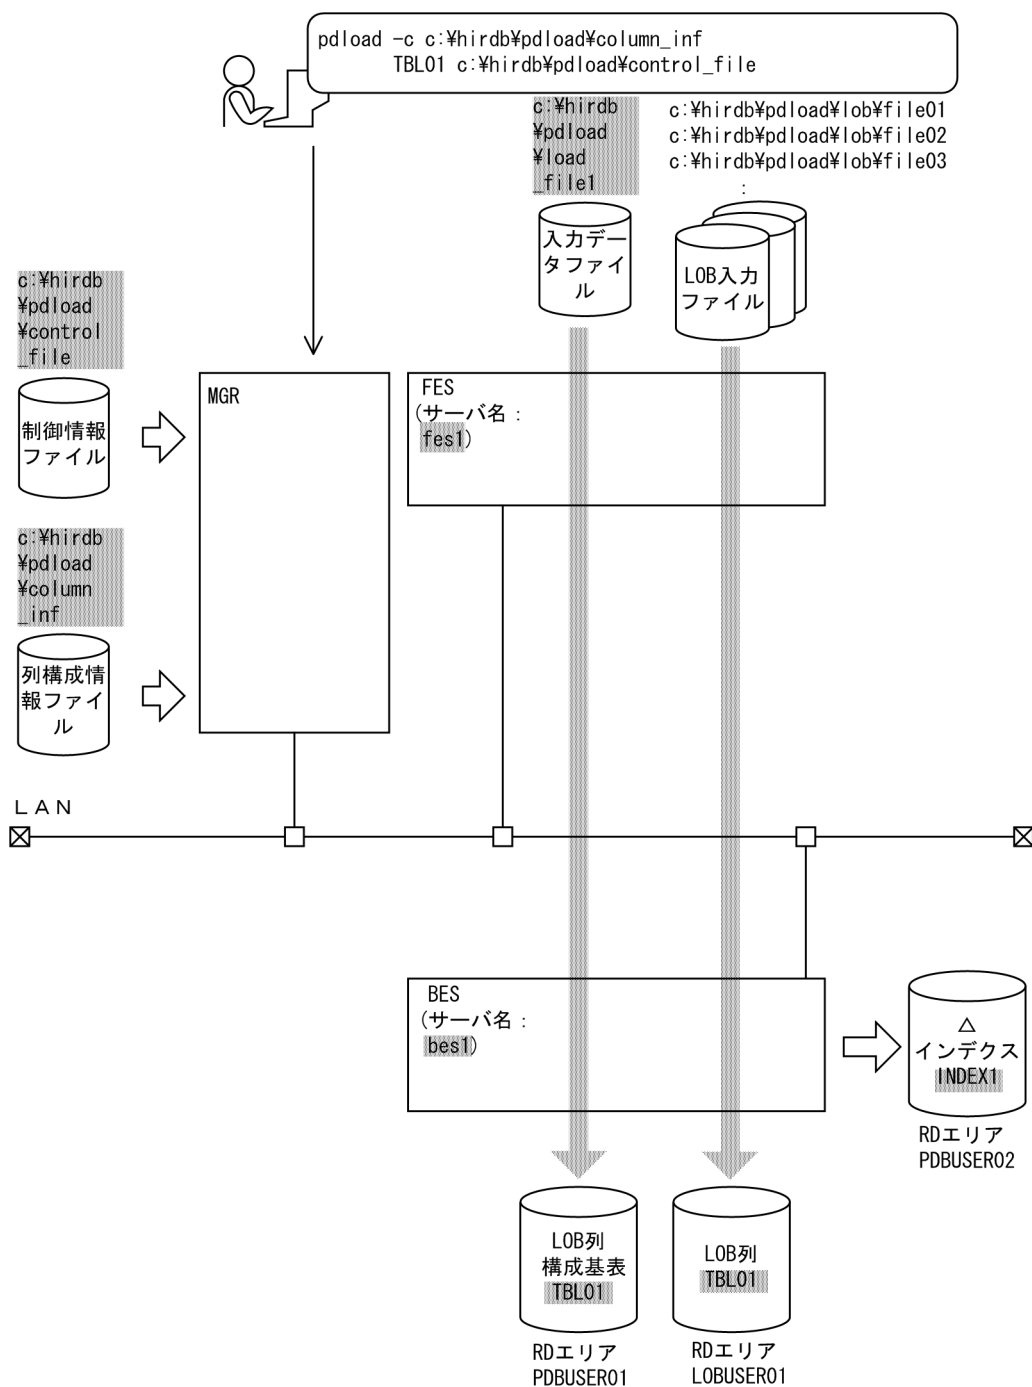 pdload -c c:¥hirdb¥pdload¥column_inf
TBL01 c:¥hirdb¥pdload¥control_file
c:¥hirdb
¥pdload
¥load
_file1
c:¥hirdb¥pdload¥lob¥file01
c:¥hirdb¥pdload¥lob¥file02
c:¥hirdb¥pdload¥lob¥file03
:
入力デー
タファイ
ル
LOB入力
ファイル
c:¥hirdb
¥pdload
¥control
_file
制御情報
ファイル
MGR
FES
(サーバ名:
fes1)
c:¥hirdb
¥pdload
¥column
_inf
列構成情
報ファイ
ル
LAN
BES
(サーバ名:
bes1)
△
インデクス
INDEX1
RDエリア
PDBUSER02
LOB列
構成基表
TBL01
RDエリア
PDBUSER01
LOB列
TBL01
RDエリア
LOBUSER01